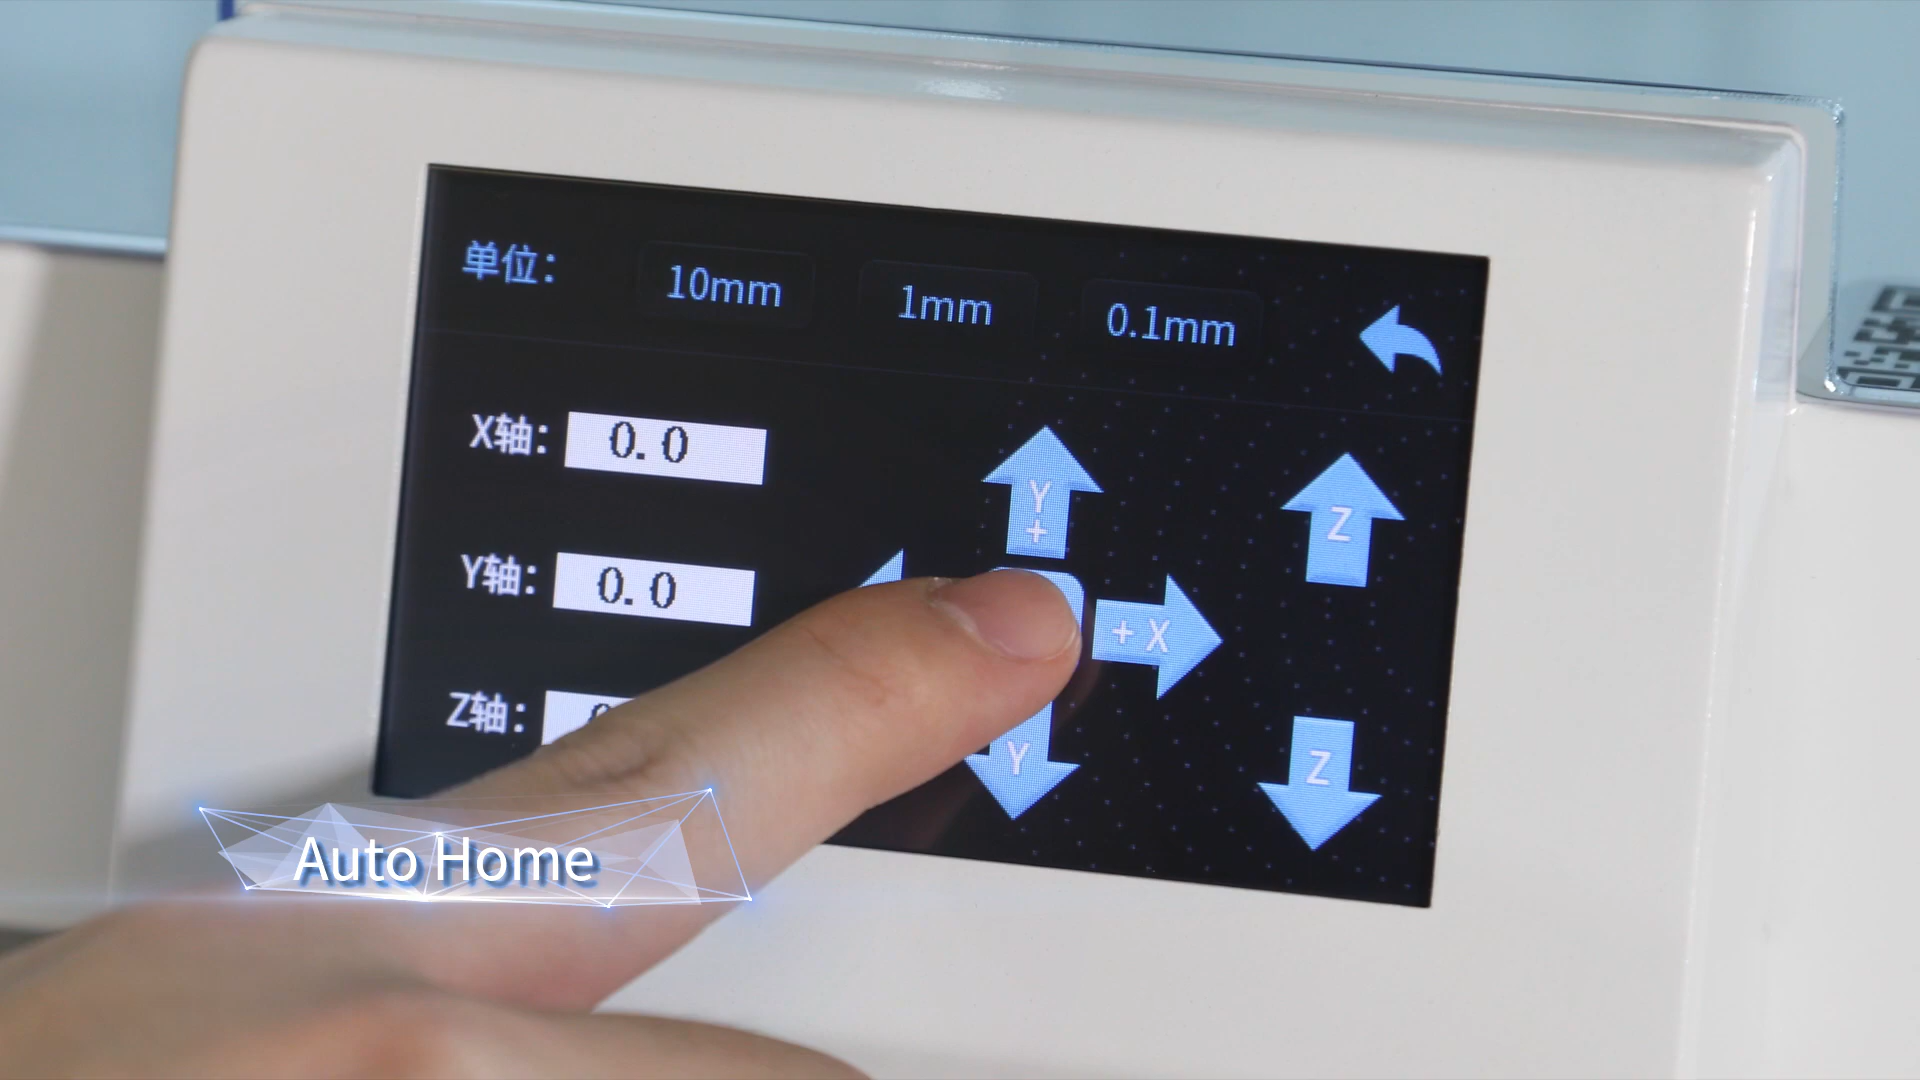 单位： 10mm 1mm 0.1mm
X轴： 0.0
Y
+
Z
Y轴： 0.0
+ X
Z轴：
Y
Z
Auto Home